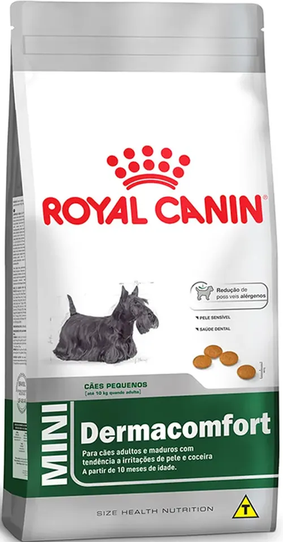 ROYAL CANIN
Redução de
possíveis alérgenos
PELE SENSÍVEL
SAÚDE DENTAL
CÃES PEQUENOS
(até 10 kg quando adulto)
MINI
Dermacomfort
Para cães adultos e maduros com
tendência a irritações de pele e coceira
A partir de 10 meses de idade.
T
SIZE HEALTH NUTRITION